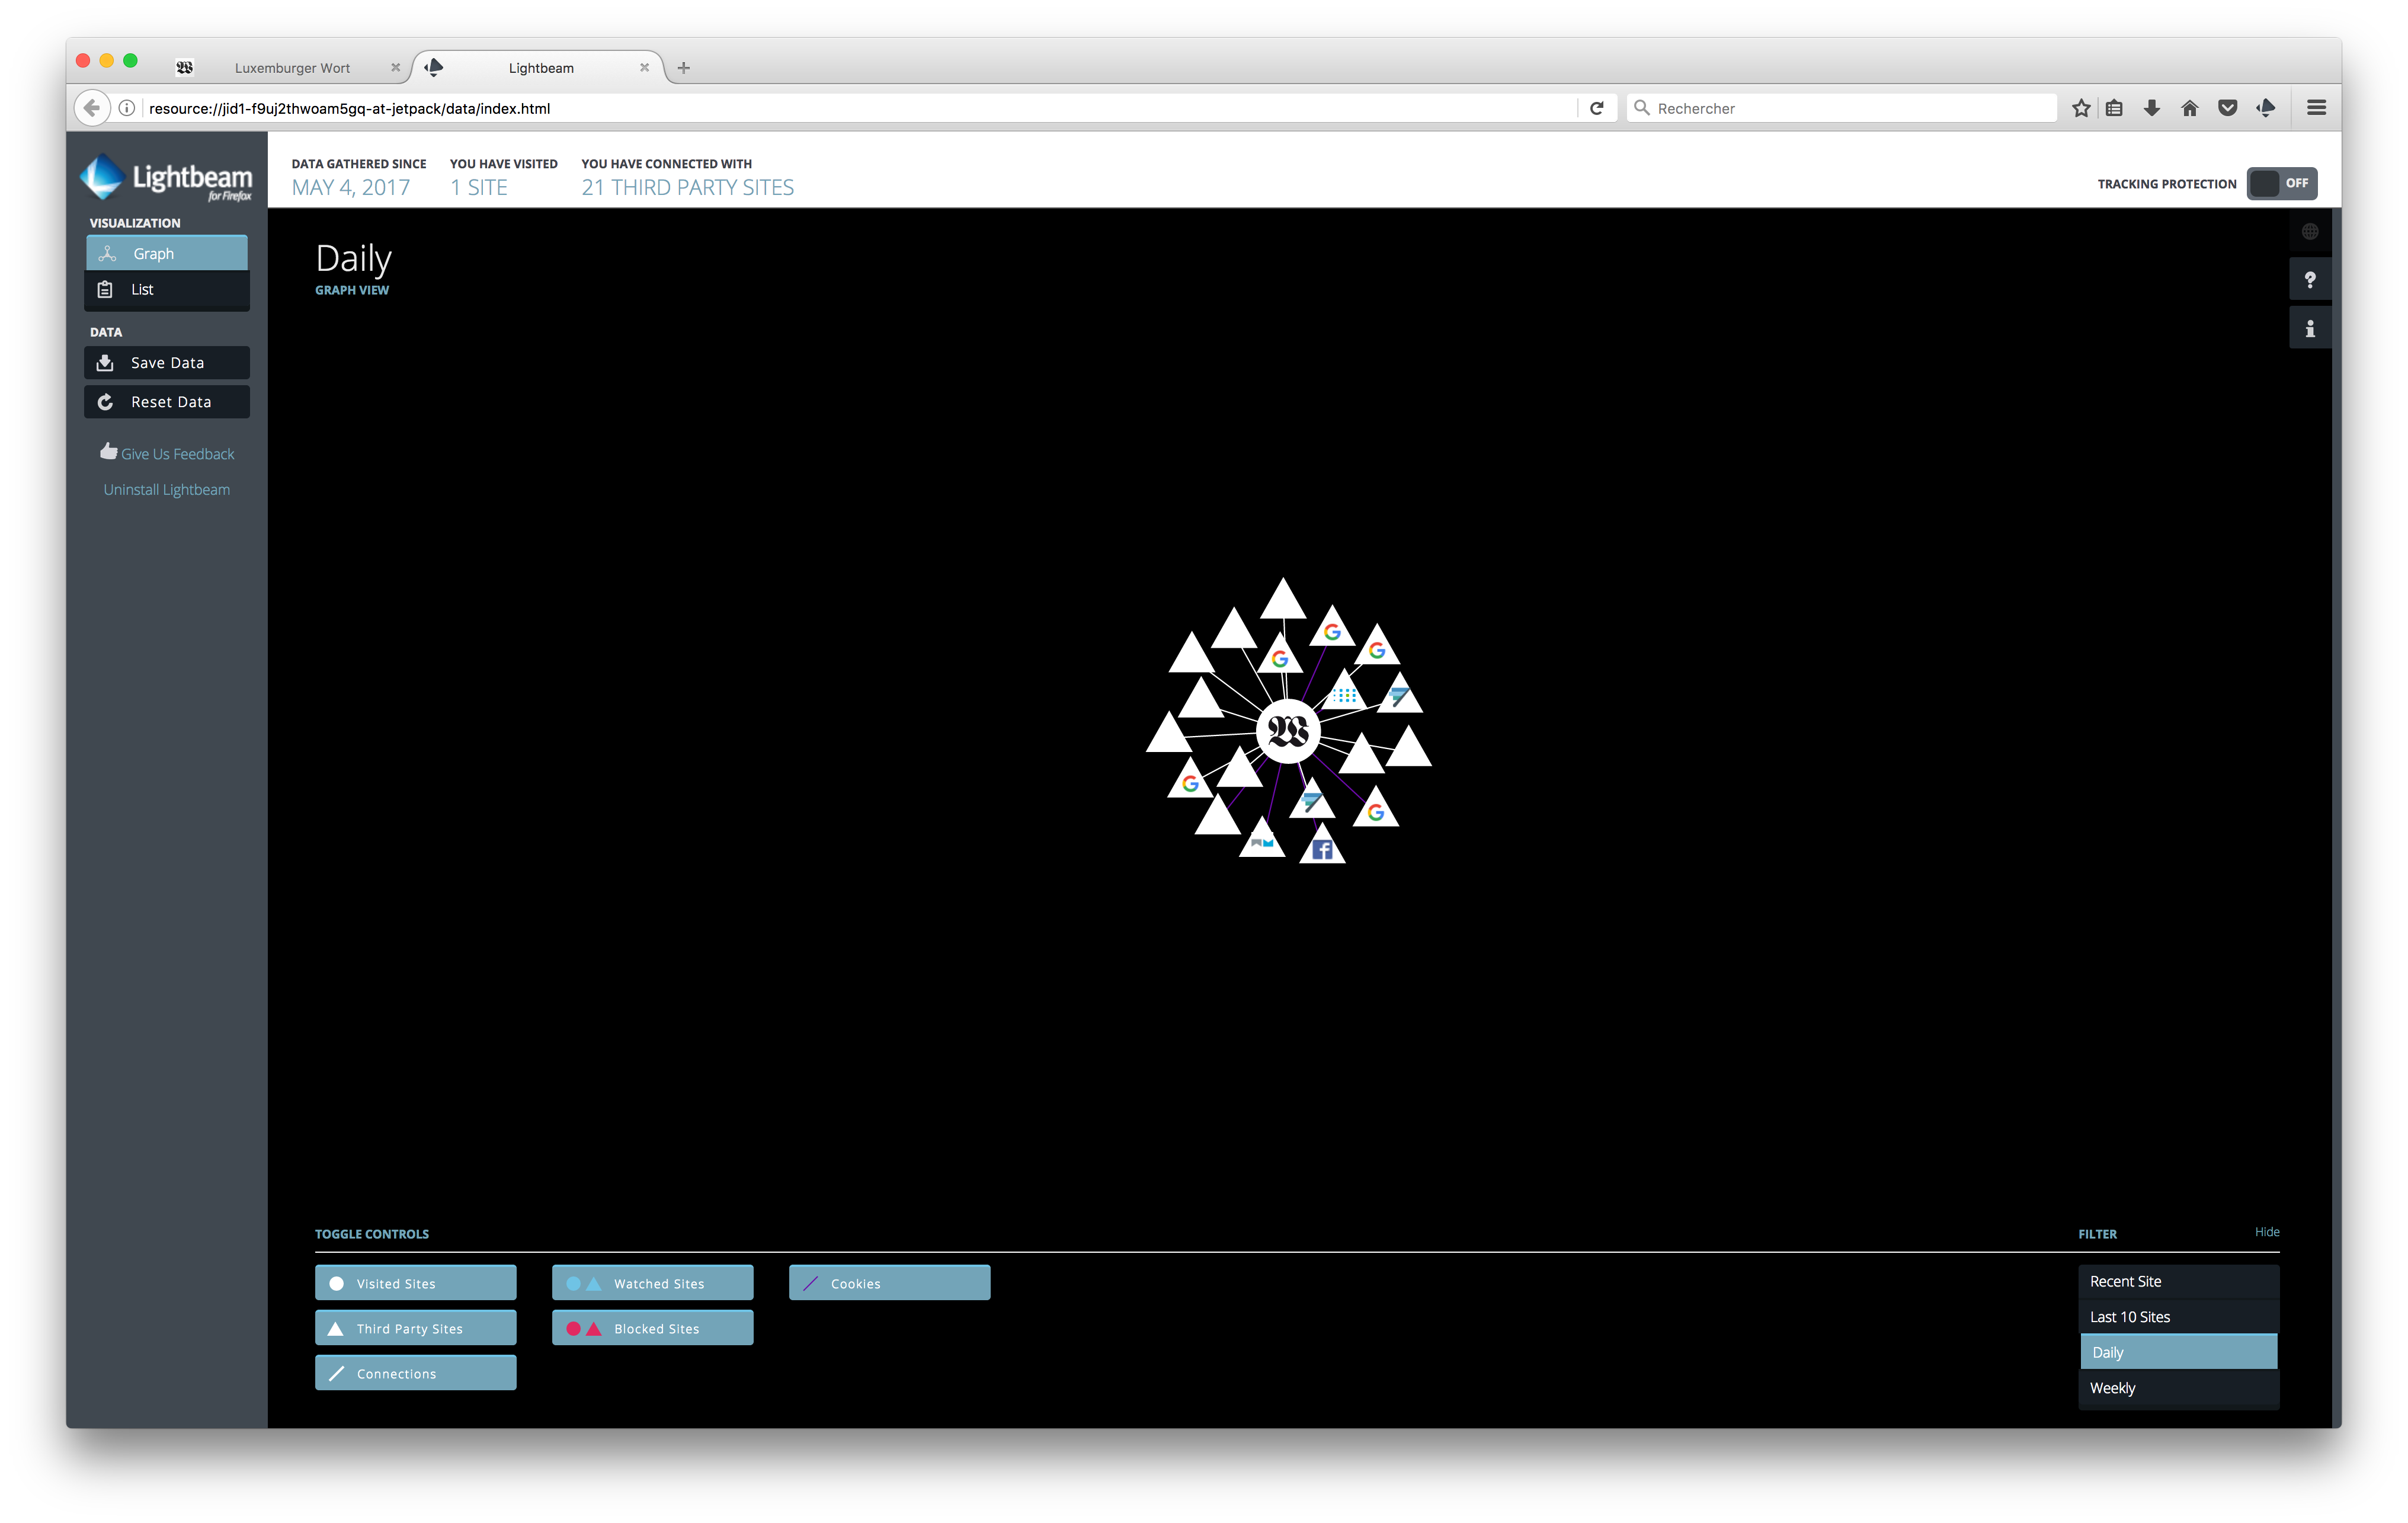 Luxemburger Wort
Lightbeam
resource://jid1-f9uj2thwoam5gq-at-jetpack/data/index.html
Rechercher
Lightbeam
for Firefox
DATA GATHERED SINCE
MAY 4, 2017
YOU HAVE VISITED
1 SITE
YOU HAVE CONNECTED WITH
21 THIRD PARTY SITES
TRACKING PROTECTION
OFF
VISUALIZATION
Graph
List
DATA
Save Data
Reset Data
Give Us Feedback
Uninstall Lightbeam
Daily
GRAPH VIEW
G
G
G
W
G
G
f
TOGGLE CONTROLS
Visited Sites
Third Party Sites
Connections
Watched Sites
Blocked Sites
Cookies
FILTER
Hide
Recent Site
Last 10 Sites
Daily
Weekly